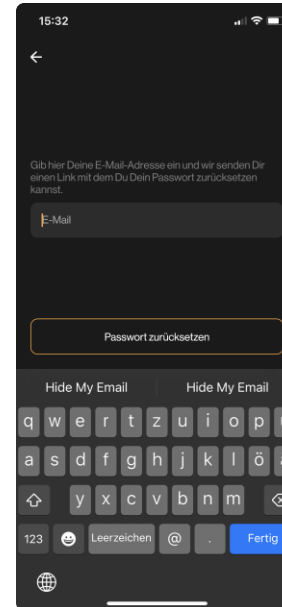 15:32
Gib hier Deine E-Mail-Adresse ein und wir senden Dir
einen Link mit dem Du Dein Passwort zurücksetzen
kannst.
E-Mail
Passwort zurücksetzen
Hide My Email Hide My Email
q w e r t z u i o p
a s d f g h j k l ö
y x c v b n m
123 Leerzeichen @ . Fertig